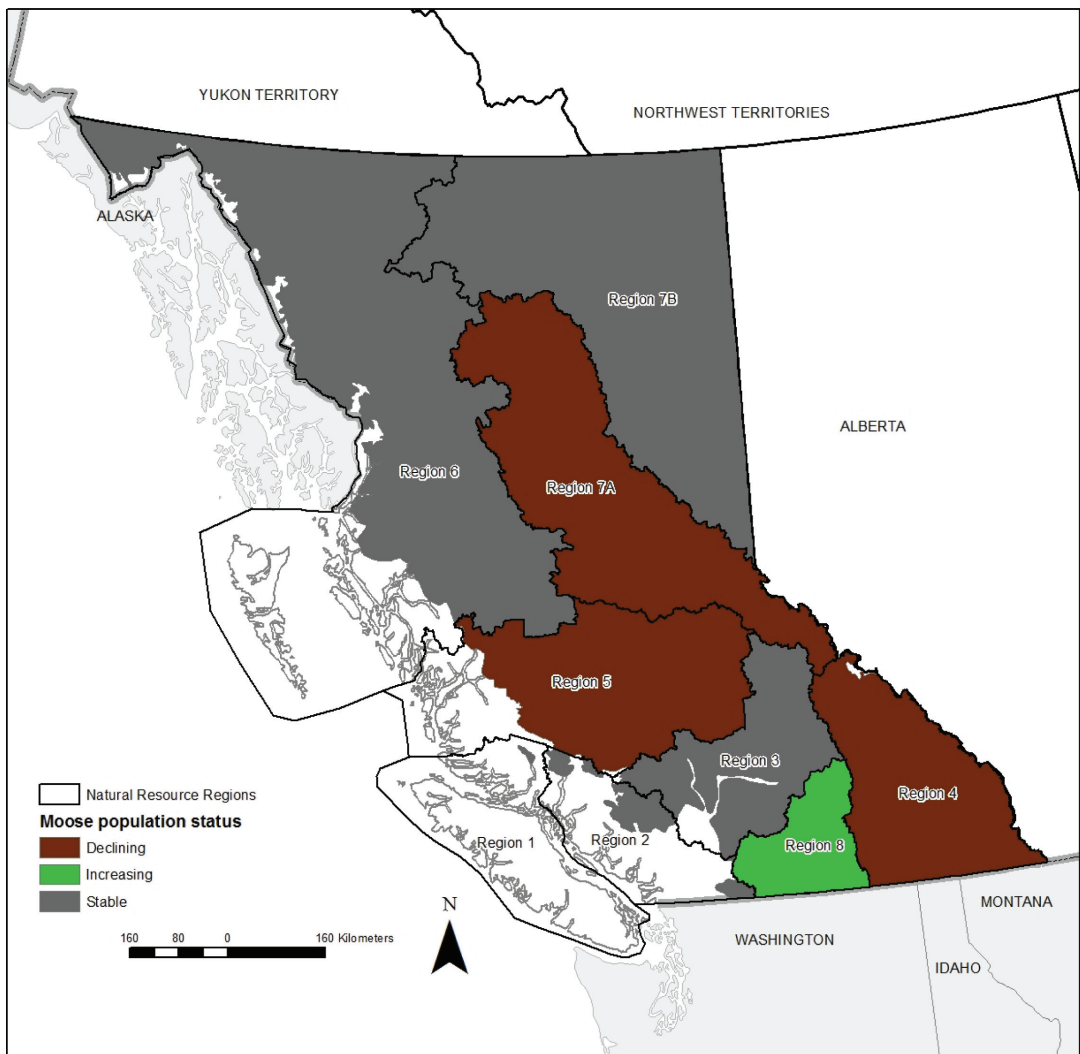 YUKON TERRITORY
NORTHWEST TERRITORIES
ALASKA
Region 7B
ALBERTA
Region 6
Region 7A
Region 5
Region 3
Region 4
Natural Resource Regions
Moose population status
Declining
Increasing
Stable
Region 1
Region 2
Region 8
N
160 80 0 160 Kilometers
WASHINGTON
MONTANA
IDAHO